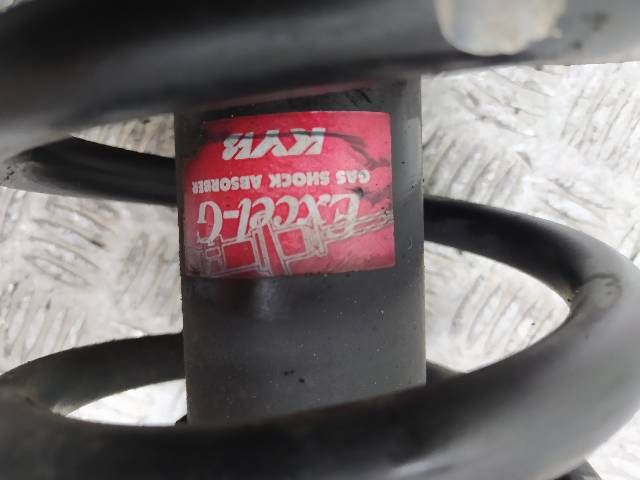 KYB
GAS SHOCK ABSORBER
Excel-G